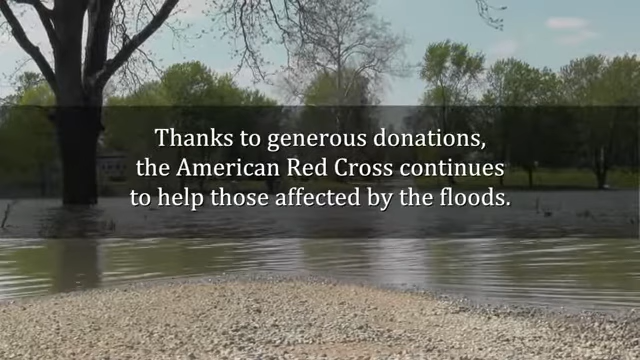 Thanks to generous donations,
the American Red Cross continues
to help those affected by the floods.